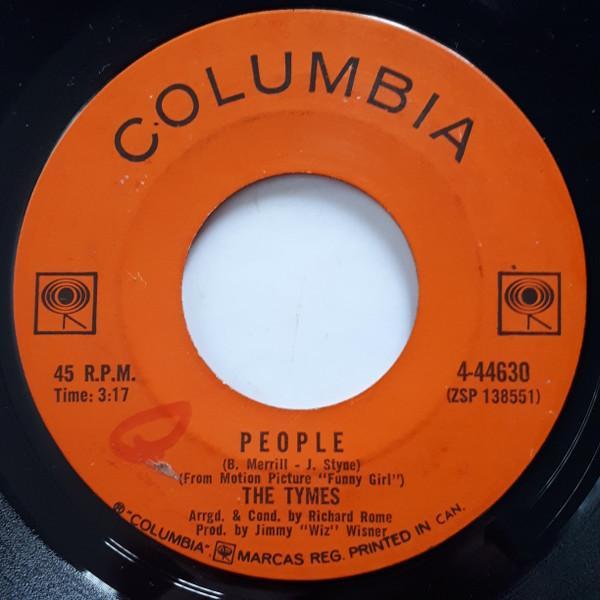 COLUMBIA
45 R.P.M.
Time: 3:17
4-44630
(ZSP 138551)
PEOPLE
(B. Merrill - J. Styne)
(From Motion Picture "Funny Girl")
THE TYMES
Arrgd. & Cond. by Richard Rome
Prod. by Jimmy "Wiz" Wisner
® "COLUMBIA", MARCAS REG. PRINTED IN CAN.